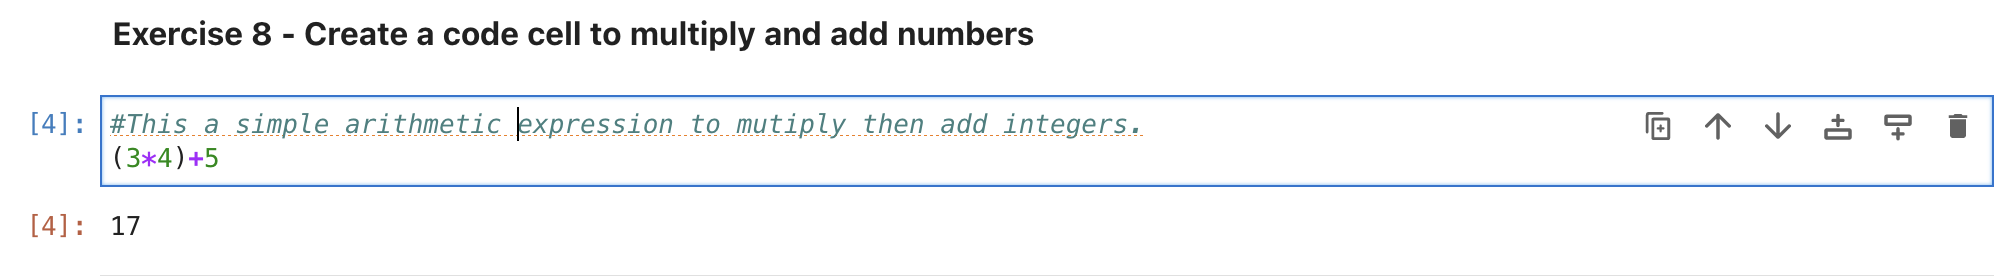 Exercise 8 - Create a code cell to multiply and add numbers
[4]: #This a simple arithmetic expression to mutiply then add integers.
(3*4)+5
[4]: 17